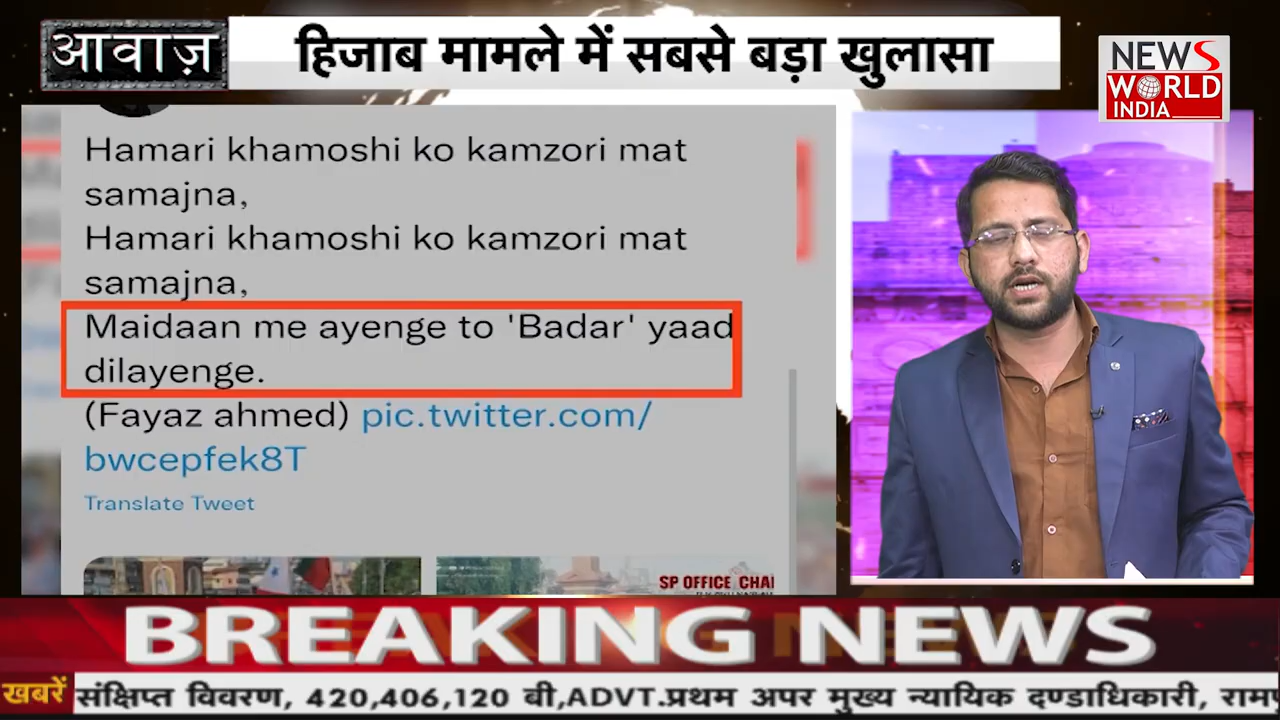 आवाज़
हिजाब मामले में सबसे बड़ा खुलासा
NEWS
WORLD
INDIA
Hamari khamoshi ko kamzori mat
samajna,
Hamari khamoshi ko kamzori mat
samajna,
Maidaan me ayenge to 'Badar' yaad
dilayenge.
(Fayaz ahmed) pic.twitter.com/
bwcepfek8T
Translate Tweet
SP OFFICE CHAI
BREAKING NEWS
खबरें संक्षिप्त विवरण, 420,406,120 बी,ADVT.प्रथम अपर मुख्य न्यायिक दण्डाधिकारी,